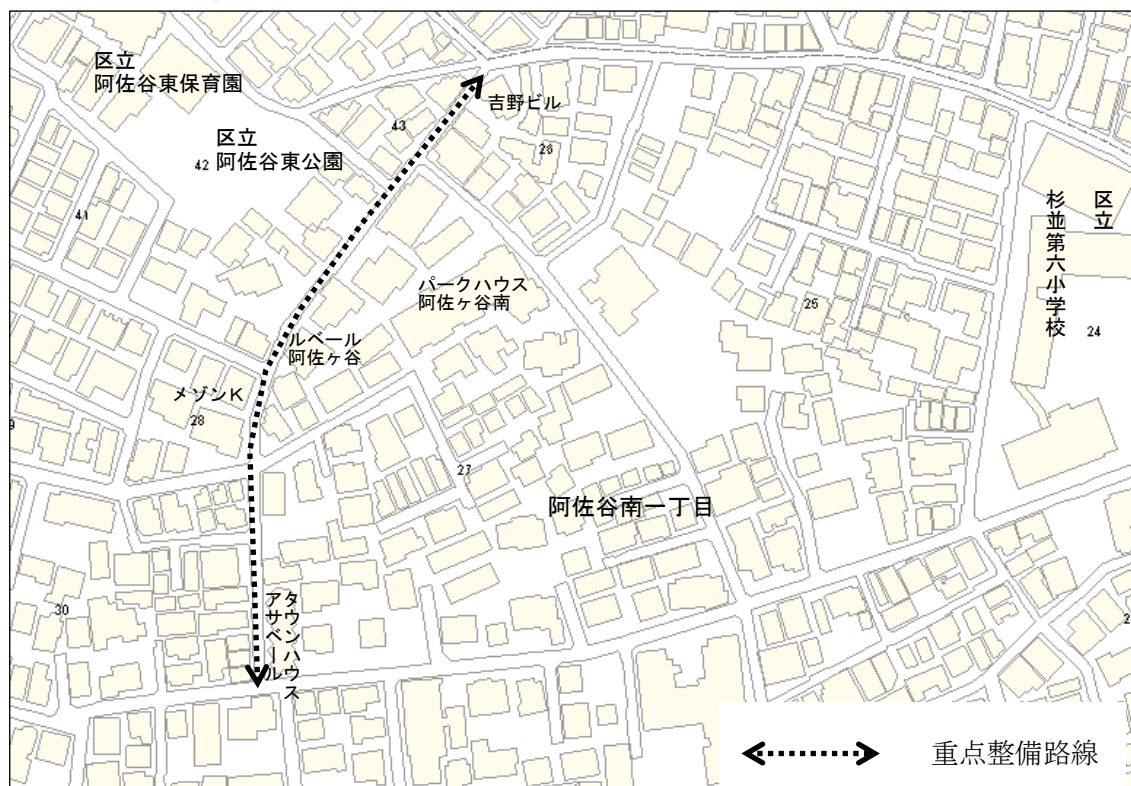 区立
阿佐谷東保育園
区立
阿佐谷東公園
42
43
吉野ビル
26
41
パークハウス
阿佐ヶ谷南
ルベール
阿佐ヶ谷
メゾンK
28
25
区立
杉並第六小学校
24
27
阿佐谷南一丁目
30
タウンハウス
アサベール
重点整備路線